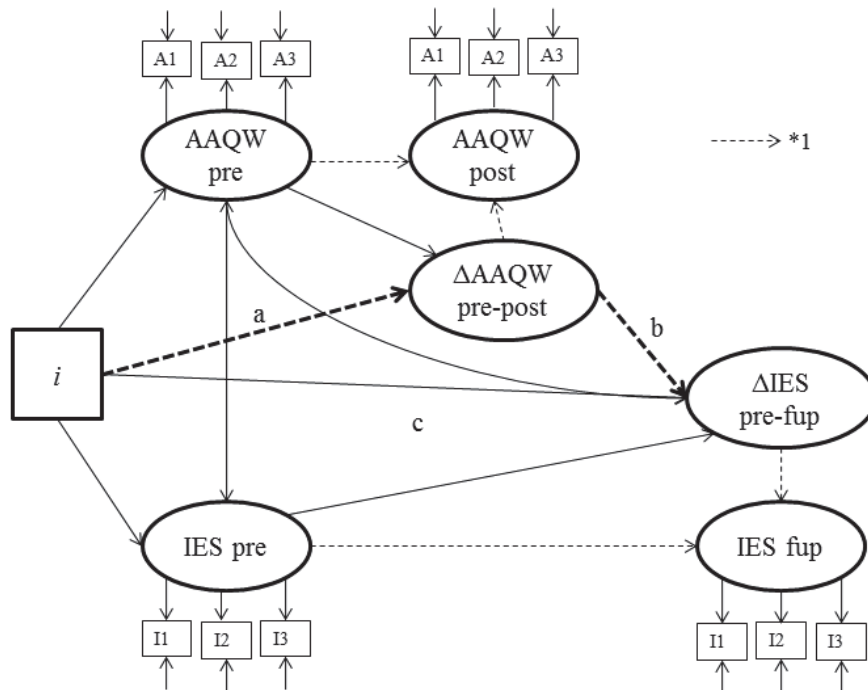 A1
A2
A3
A1
A2
A3
AAQW
pre
AAQW
post
*1
ΔAAQW
pre-post
a
b
i
ΔIES
pre-fup
c
IES pre
IES fup
I1
I2
I3
I1
I2
I3